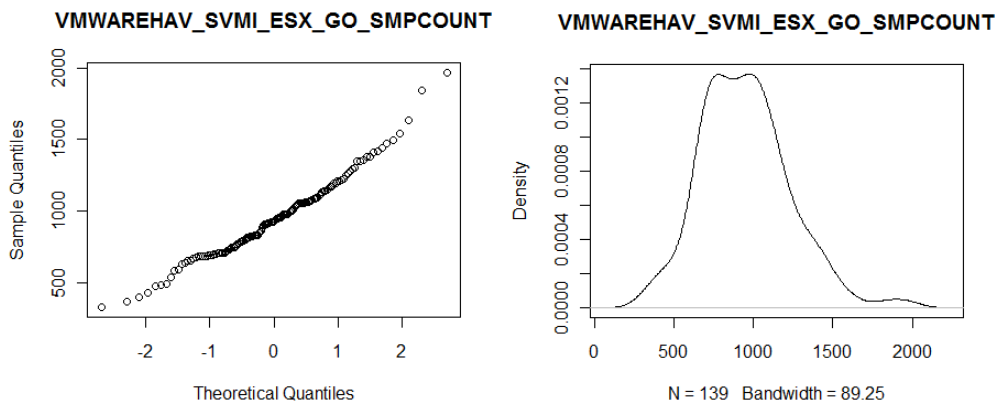 VMWAREHAV_SVMI_ESX_GO_SMPCOUNT
2000
1500
1000
500
Sample Quantiles
-2 -1 0 1 2
Theoretical Quantiles
VMWAREHAV_SVMI_ESX_GO_SMPCOUNT
0.0012
0.0008
0.0004
0.0000
Density
0 500 1000 1500 2000
N = 139 Bandwidth = 89.25